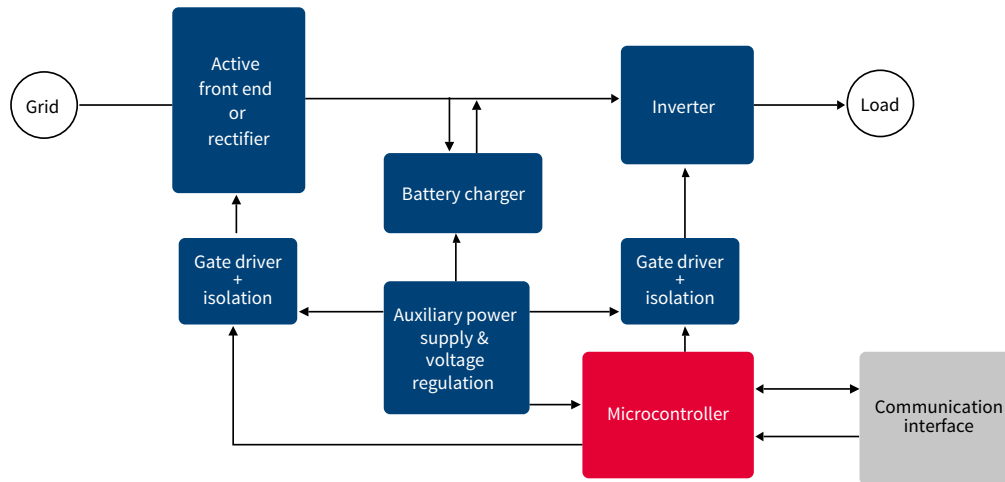 Grid
Active
front end
or
rectifier
Inverter
Load
Battery charger
Gate driver
+
isolation
Auxiliary power
supply &
voltage
regulation
Gate driver
+
isolation
Microcontroller
Communication
interface